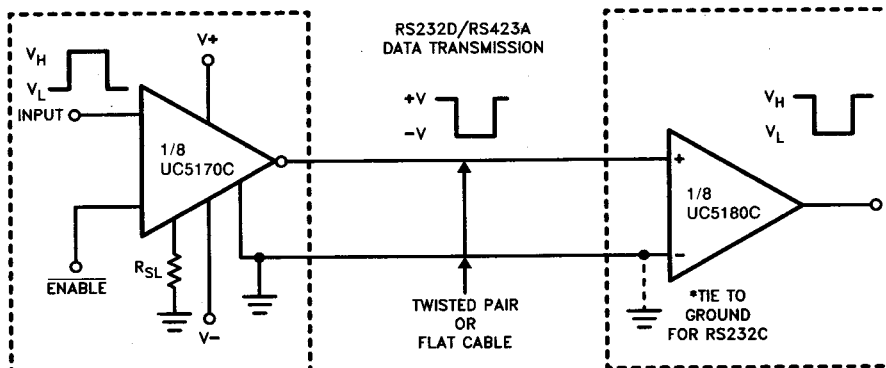 RS232D/RS423A
DATA TRANSMISSION
V+
VH
VL
INPUT
1/8
UC5170C
ENABLE
RSL
V-
+V
-V
TWISTED PAIR
OR
FLAT CABLE
VH
VL
+
1/8
UC5180C
-
*TIE TO
GROUND
FOR RS232C